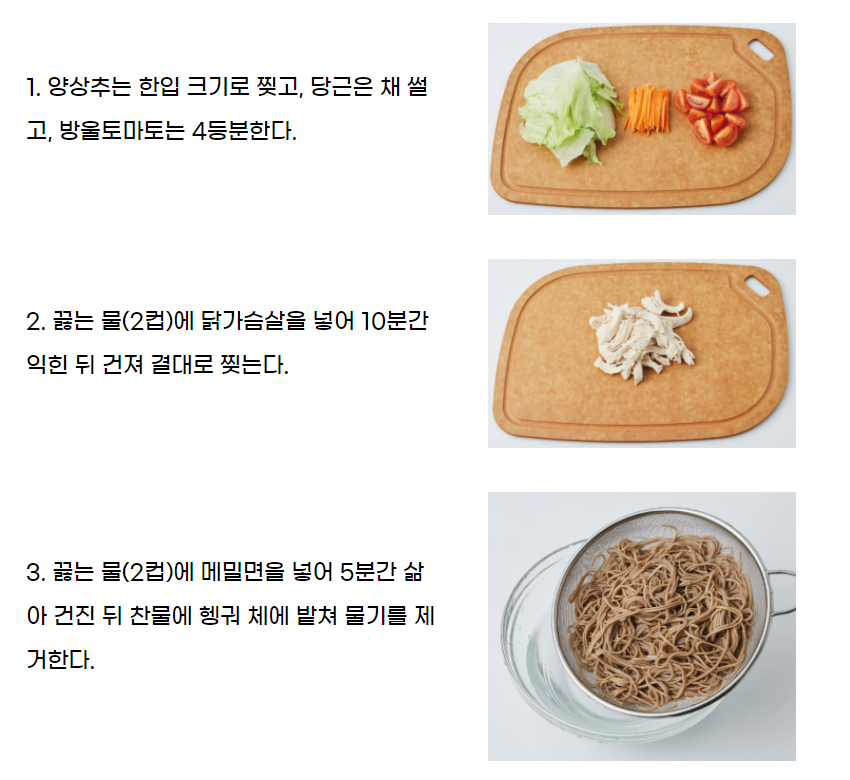 1. 양상추는 한입 크기로 찢고, 당근은 채 썰
고, 방울토마토는 4등분한다.
2. 끓는 물(2컵)에 닭가슴살을 넣어 10분간
익힌 뒤 건져 결대로 찢는다.
3. 끓는 물(2컵)에 메밀면을 넣어 5분간 삶
아 건진 뒤 찬물에 헹궈 체에 밭쳐 물기를 제
거한다.